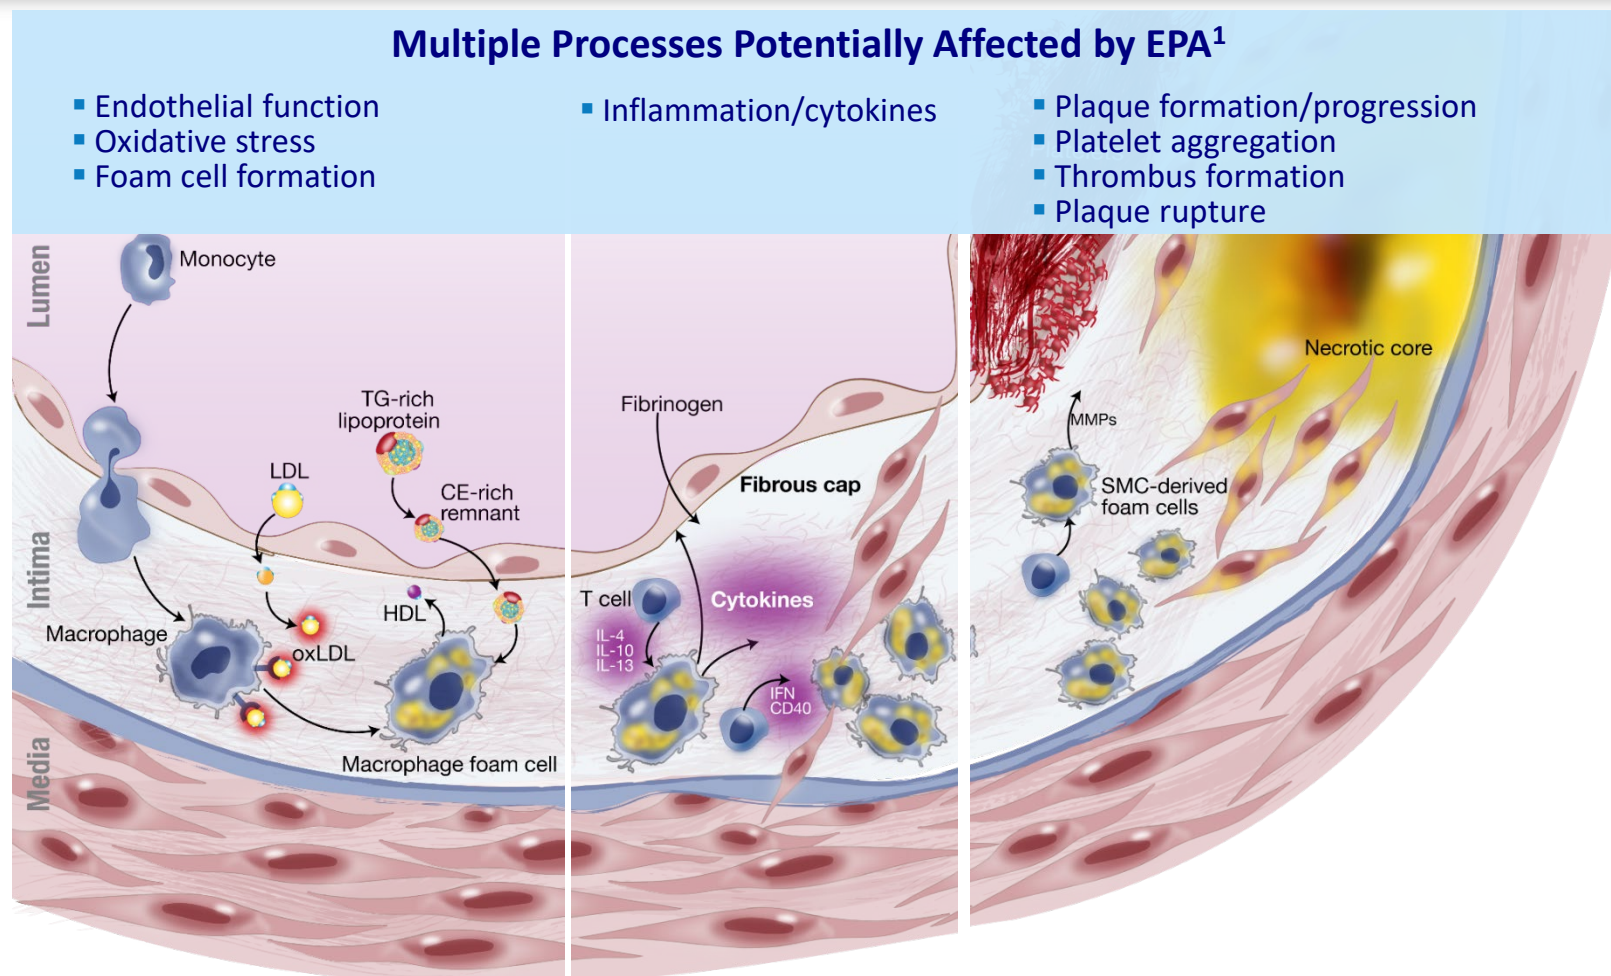 Multiple Processes Potentially Affected by EPA¹
▪ Endothelial function
▪ Oxidative stress
▪ Foam cell formation
▪ Inflammation/cytokines
▪ Plaque formation/progression
▪ Platelet aggregation
▪ Thrombus formation
▪ Plaque rupture
Lumen
Intima
Media
Monocyte
TG-rich
lipoprotein
LDL
CE-rich
remnant
HDL
Macrophage
oxLDL
Macrophage foam cell
Fibrinogen
Fibrous cap
T cell
Cytokines
IL-4
IL-10
IL-13
IFN
CD40
Necrotic core
MMPs
SMC-derived
foam cells